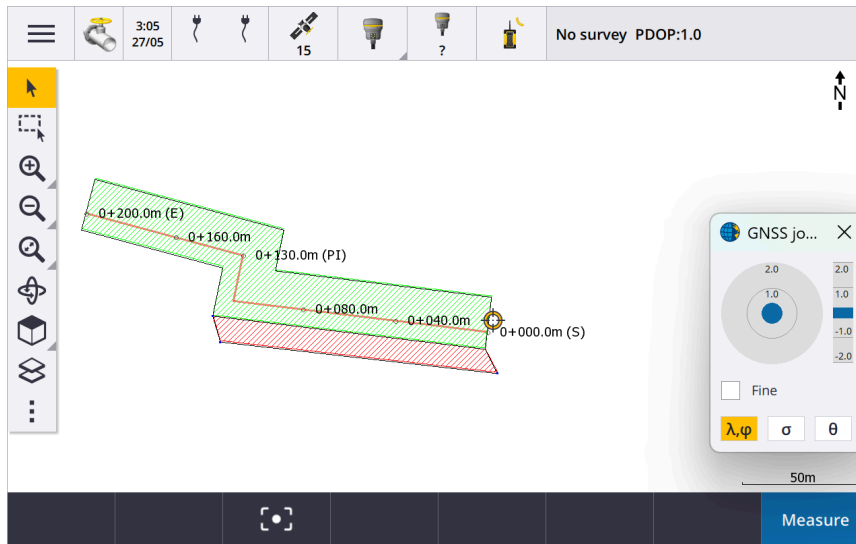 3:05
27/05
15
?
No survey PDOP:1.0
N
0+200.0m (E)
0+160.0m
0+130.0m (PI)
0+080.0m
0+040.0m
0+000.0m (S)
GNSS jo...
2.0
1.0
2.0
1.0
-1.0
-2.0
Fine
λ,φ
σ
θ
50m
Measure